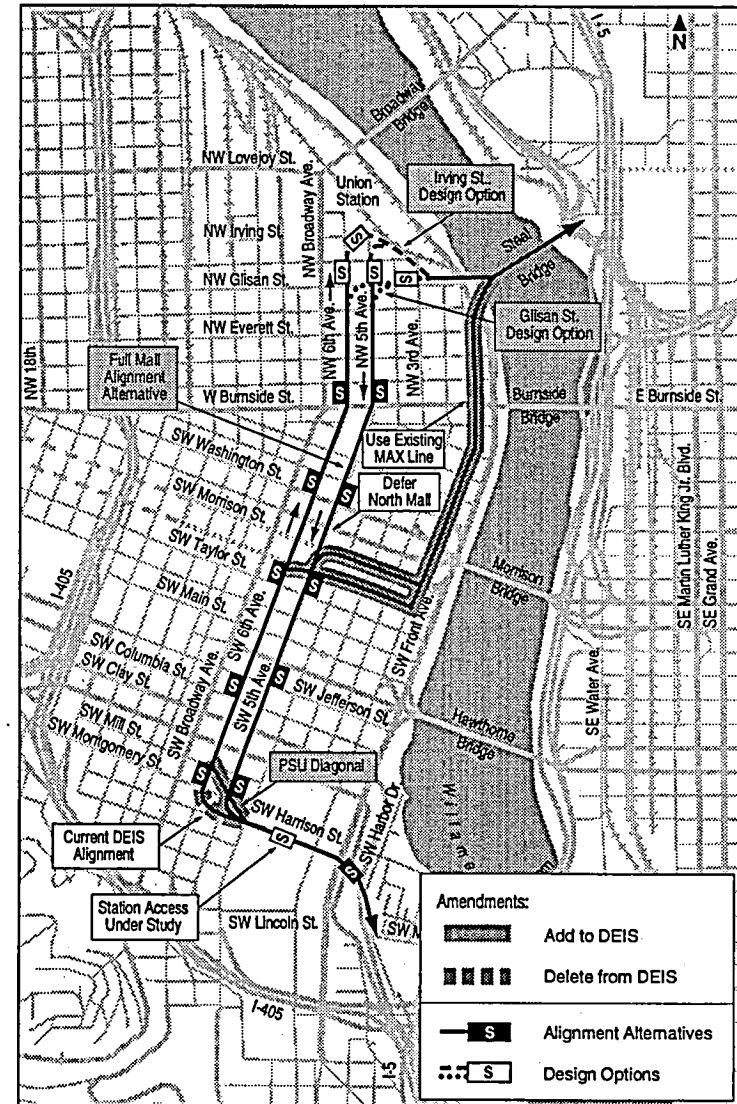 I-5
N
Broadway
Bridge
NW Lovejoy St.
NW Broadway Ave.
Union
Station
Irving St.
Design Option
NW Irving St.
S
Steel
Bridge
NW Glisan St.
S
S
S
NW 6th Ave.
NW 5th Ave.
Glisan St.
Design Option
NW Everett St.
NW 3rd Ave.
NW 18th
Full Mall
Alignment
Alternative
S
S
W Burnside St.
Burnside
Bridge
E Burnside St.
SW Washington St.
Use Existing
MAX Line
SW Morrison St.
S
S
Defer
North Mall
SW Taylor St.
SW Main St.
S
S
Morrison
Bridge
SE Martin Luther King Jr. Blvd.
SE Grand Ave.
I-405
SW 6th Ave.
SW Front Ave.
SW Columbia St.
SW Clay St.
SW Broadway Ave.
SW 5th Ave.
S
S
SW Jefferson St.
SE Water Ave.
Hawthorne
Bridge
SW Mill St.
SW Montgomery St.
PSU Diagonal
S
S
SW Harrison St.
SW Harbor Dr.
Willame
Current DEIS
Alignment
S
S
Station Access
Under Study
SW Lincoln St.
SW M
I-405
I-5
Amendments:
Add to DEIS
Delete from DEIS
S
Alignment Alternatives
S
Design Options